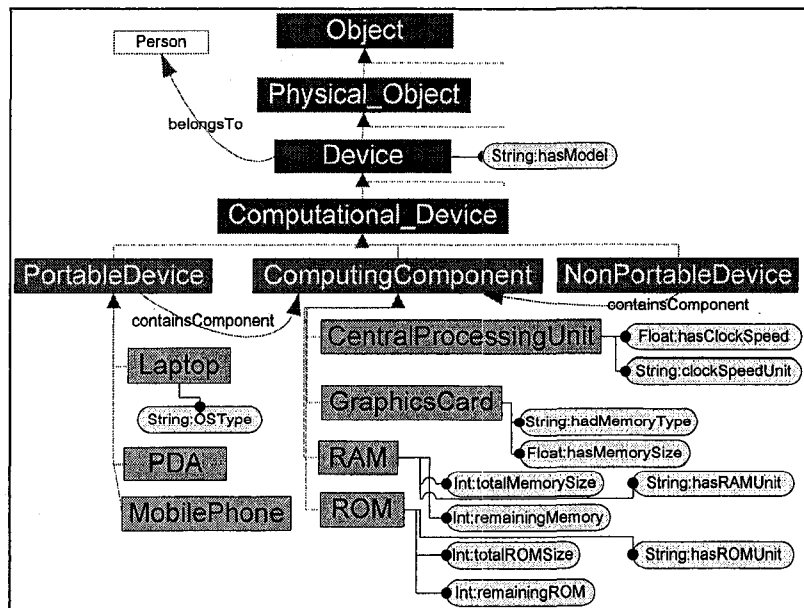 Object
Person
Physical_Object
belongsTo
Device
String:hasModel
Computational_Device
PortableDevice
ComputingComponent
NonPortableDevice
containsComponent
containsComponent
CentralProcessingUnit
Float:hasClockSpeed
Laptop
String:clockSpeedUnit
String:OSType
GraphicsCard
String:hadMemoryType
Float:hasMemorySize
PDA
RAM
Int:totalMemorySize
String:hasRAMUnit
MobilePhone
ROM
Int:remainingMemory
Int:totalROMSize
String:hasROMUnit
Int:remainingROM